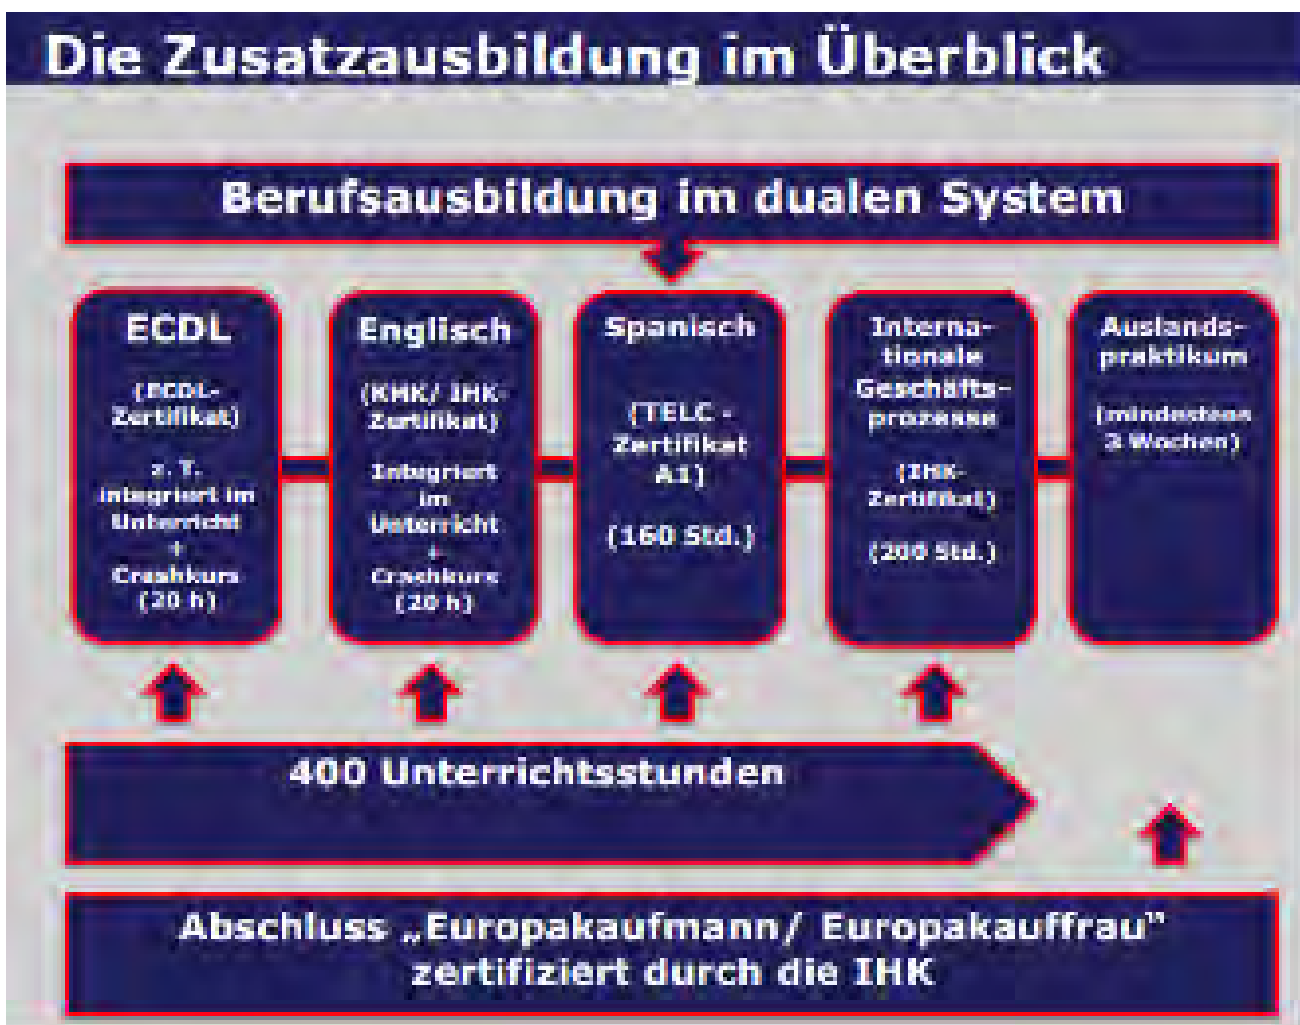 Die Zusatzausbildung im Überblick
Berufsausbildung im dualen System
ECDL
(ECDL-
Zertifikat)
z. T.
integriert im
Unterricht
+
Crashkurs
(20 h)
Englisch
(KMK/ IHK-
Zertifikat)
Integriert
im
Unterricht
+
Crashkurs
(20 h)
Spanisch
(TELC -
Zertifikat
A1)
(160 Std.)
Interna-
tionale
Geschäfts-
prozesse
(IHK-
Zertifikat)
(200 Std.)
Auslands-
praktikum
(mindestens
3 Wochen)
400 Unterrichtsstunden
Abschluss „Europakaufmann/ Europakauffrau"
zertifiziert durch die IHK